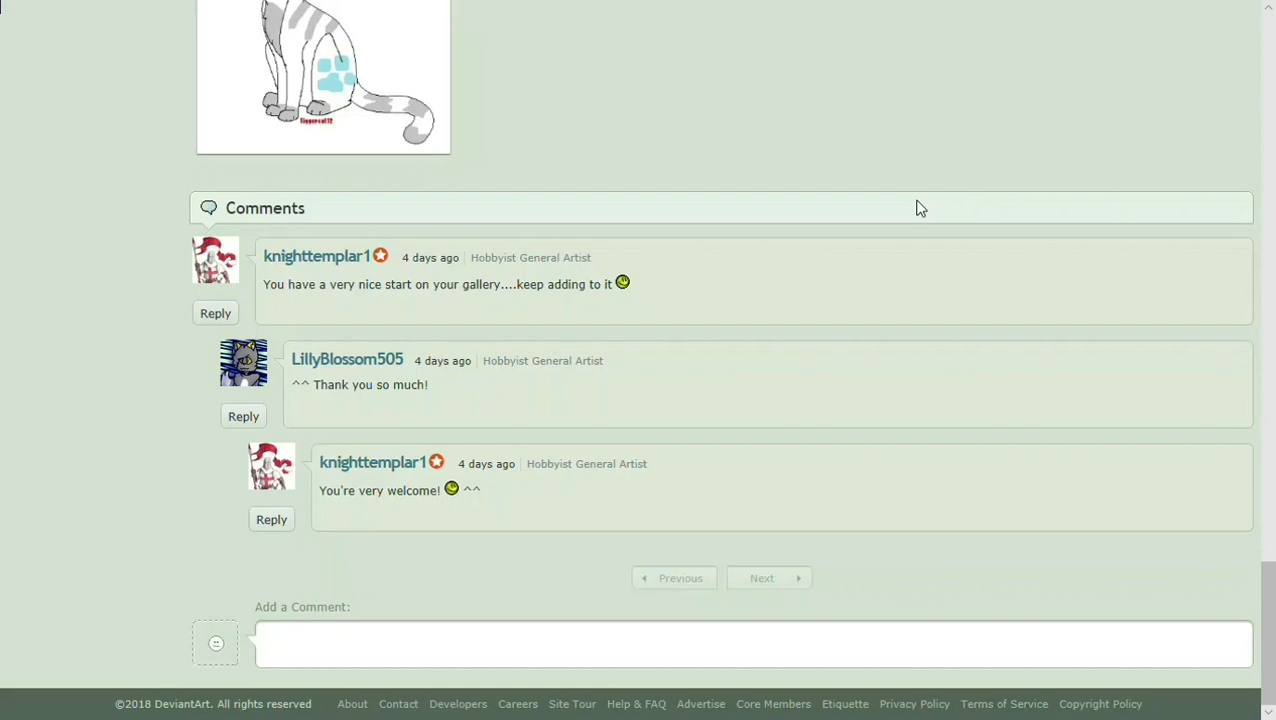 Tiggercat12
Comments
knighttemplar1 4 days ago Hobbyist General Artist
You have a very nice start on your gallery....keep adding to it
Reply
LillyBlossom505 4 days ago Hobbyist General Artist
^^ Thank you so much!
Reply
knighttemplar1 4 days ago Hobbyist General Artist
You're very welcome! ^^
Reply
Previous Next
Add a Comment:
©2018 DeviantArt. All rights reserved About Contact Developers Careers Site Tour Help & FAQ Advertise Core Members Etiquette Privacy Policy Terms of Service Copyright Policy